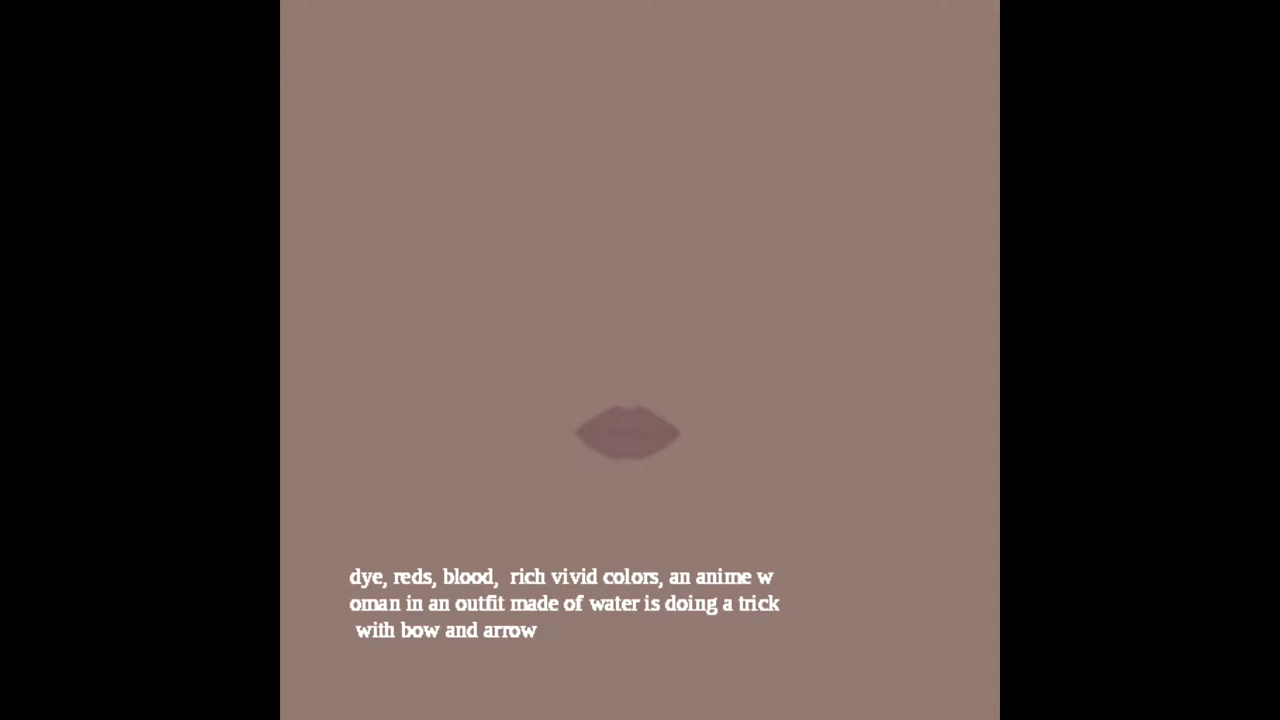 dye, reds, blood,  rich vivid colors, an anime w
oman in an outfit made of water is doing a trick
 with bow and arrow